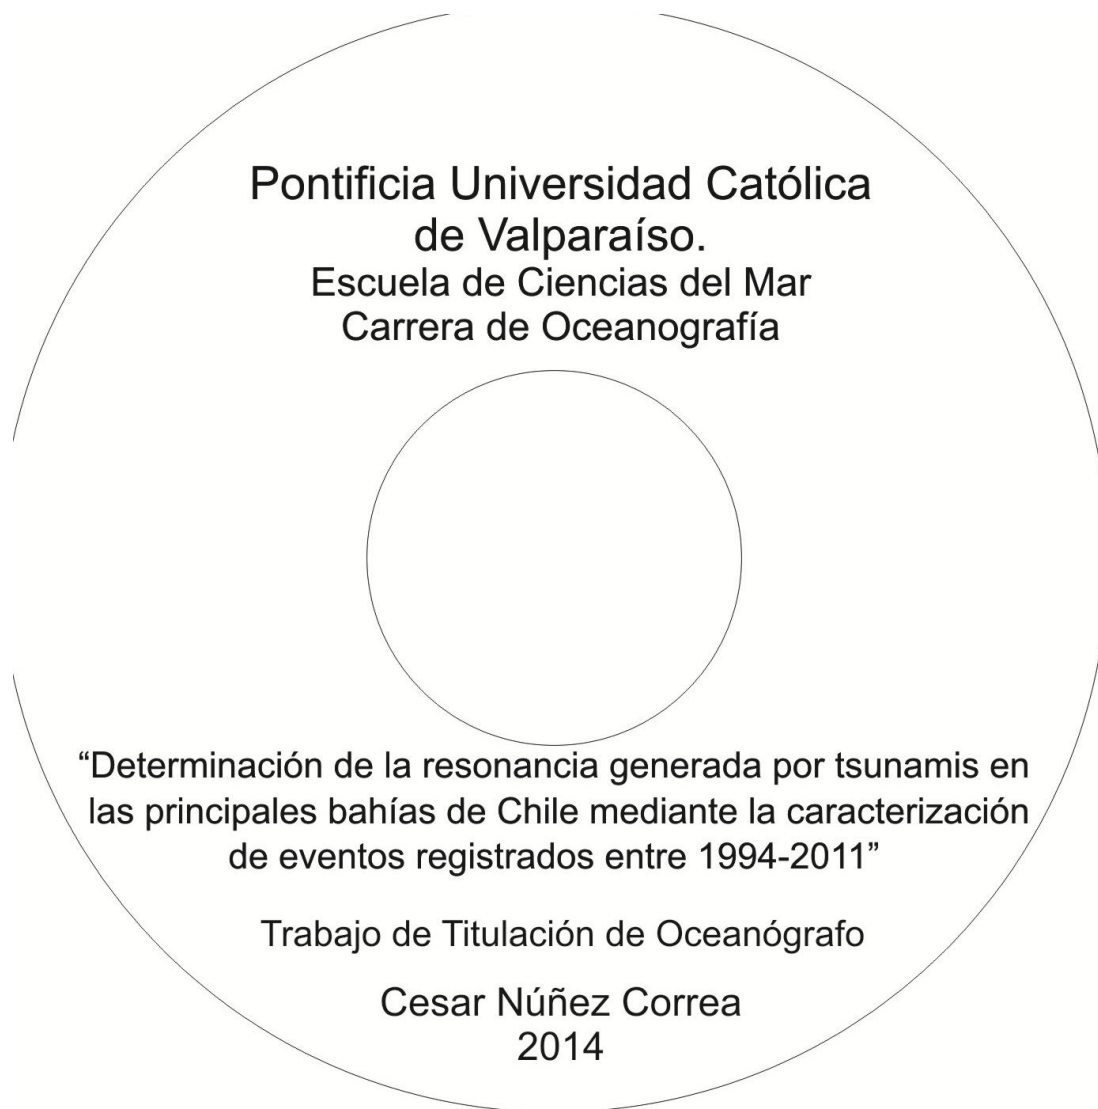 Pontificia Universidad Católica
de Valparaíso.
Escuela de Ciencias del Mar
Carrera de Oceanografía
“Determinación de la resonancia generada por tsunamis en
las principales bahías de Chile mediante la caracterización
de eventos registrados entre 1994-2011”
Trabajo de Titulación de Oceanógrafo
Cesar Núñez Correa
2014